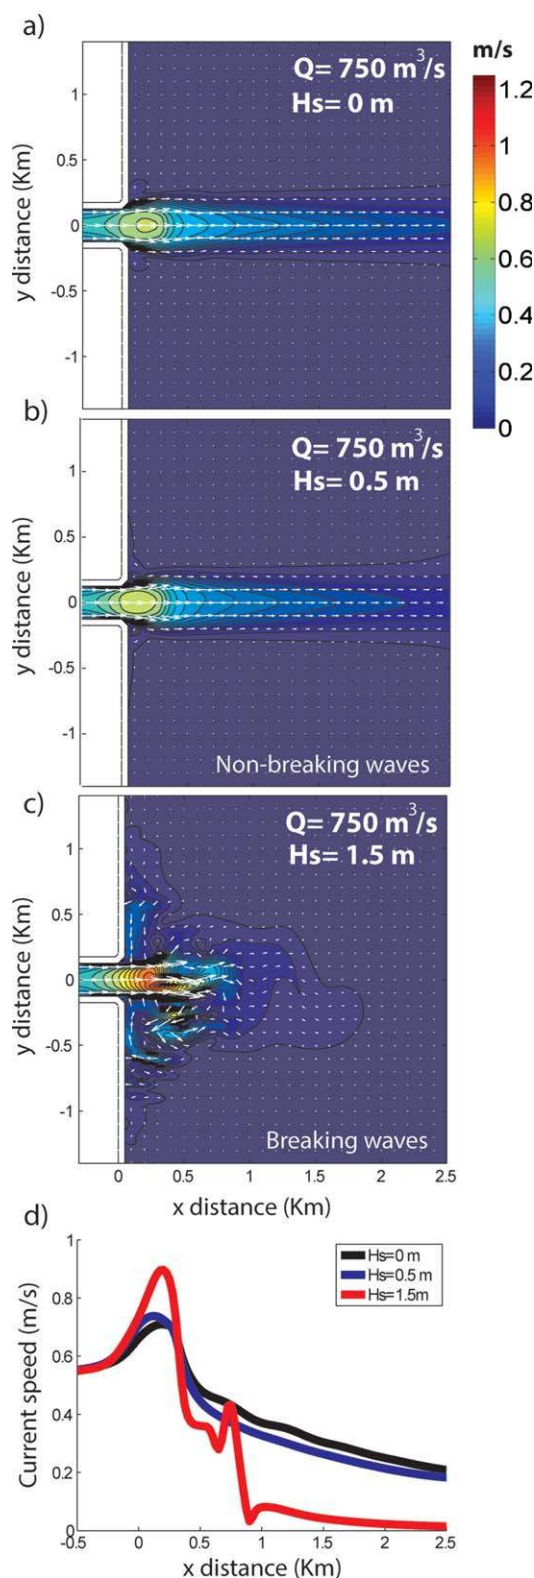 a)
m/s
Q= 750 m³/s
Hs= 0 m
y distance (Km)
1
0.5
0
-0.5
-1
1.2
1
0.8
0.6
0.4
0.2
0
b)
Q= 750 m³/s
Hs= 0.5 m
y distance (Km)
1
0.5
0
-0.5
-1
Non-breaking waves
c)
Q= 750 m³/s
Hs= 1.5 m
y distance (Km)
1
0.5
0
-0.5
-1
Breaking waves
0 0.5 1 1.5 2 2.5
x distance (Km)
d)
Current speed (m/s)
1
0.8
0.6
0.4
0.2
0
Hs=0 m
Hs=0.5 m
Hs=1.5m
-0.5 0 0.5 1 1.5 2 2.5
x distance (Km)